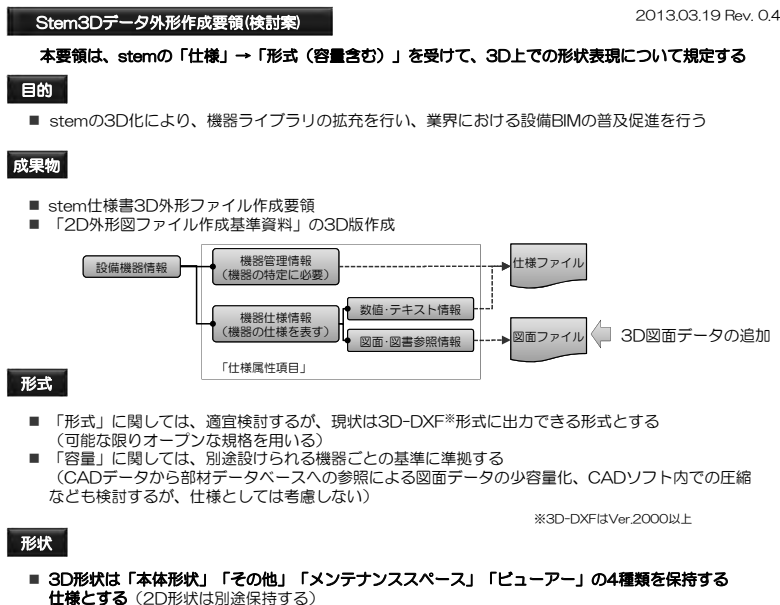 Stem3Dデータ外形作成要領(検討案)
2013.03.19 Rev. 0.4
本要領は、stemの「仕様」→「形式（容量含む）」を受けて、3D上での形状表現について規定する
目的
■ stemの3D化により、機器ライブラリの拡充を行い、業界における設備BIMの普及促進を行う
成果物
■ stem仕様書3D外形ファイル作成要領
■ 「2D外形図ファイル作成基準資料」の3D版作成
設備機器情報
機器管理情報
（機器の特定に必要）
仕様ファイル
機器仕様情報
（機器の仕様を表す）
数値・テキスト情報
図面・図書参照情報
図面ファイル
3D図面データの追加
「仕様属性項目」
形式
■ 「形式」に関しては、適宜検討するが、現状は3D-DXF※形式に出力できる形式とする
（可能な限りオープンな規格を用いる）
■ 「容量」に関しては、別途設けられる機器ごとの基準に準拠する
（CADデータから部材データベースへの参照による図面データの少容量化、CADソフト内での圧縮
なども検討するが、仕様としては考慮しない）
※3D-DXFはVer.2000以上
形状
■ 3D形状は「本体形状」「その他」「メンテナンススペース」「ビューアー」の4種類を保持する
仕様とする（2D形状は別途保持する）